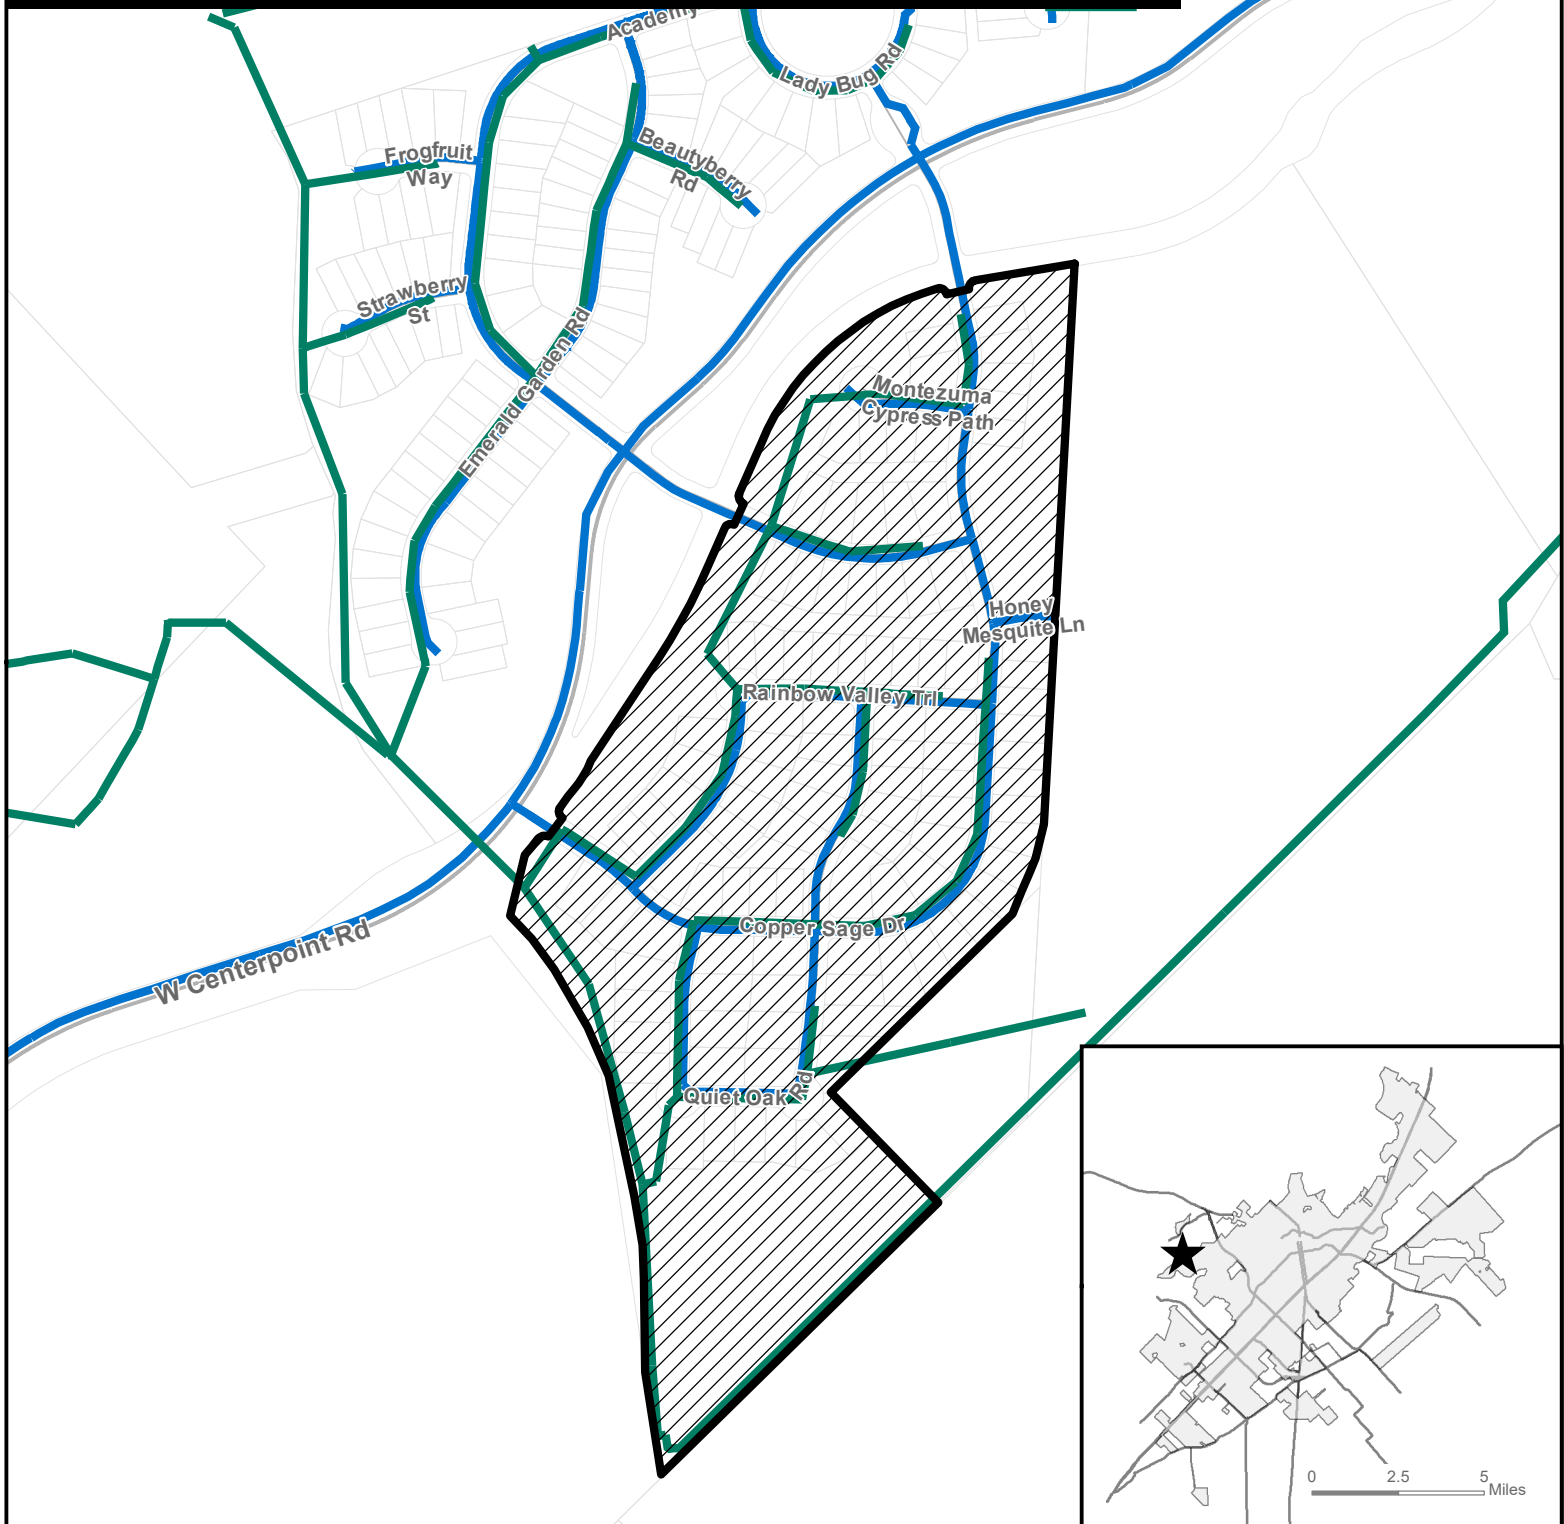 Academy
Lady Bug Rd
Frogfruit
Way
Beautyberry
Rd
Strawberry
St
Emerald Garden Rd
Montezuma
Cypress Path
Honey
Mesquite Ln
Rainbow Valley Trl
Copper Sage Dr
W Centerpoint Rd
Quiet Oak Rd
0 2.5 5
Miles